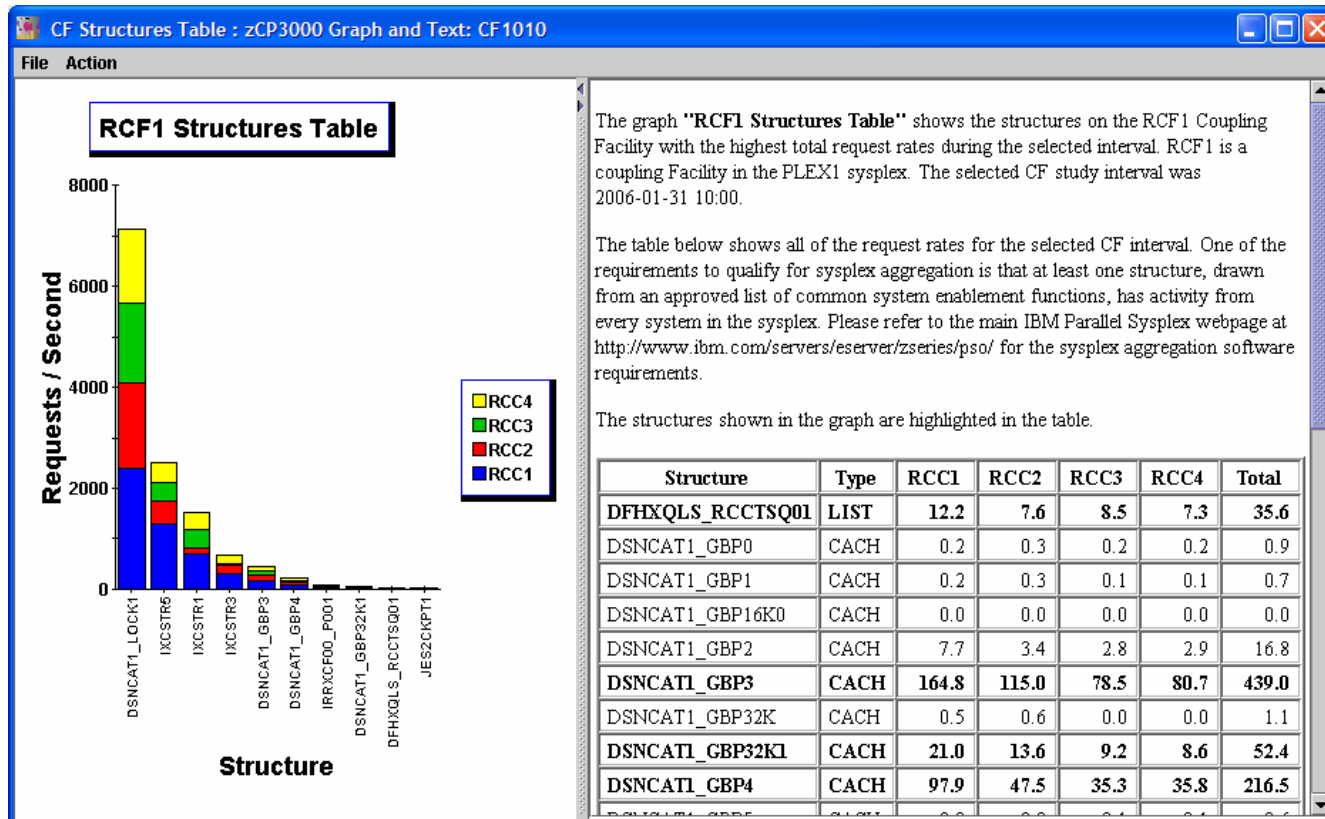 CF Structures Table : zCP3000 Graph and Text: CF1010
File Action
RCF1 Structures Table
8000
6000
4000
2000
0
Requests / Second
DSNCAT1_LOCK1
IXCSTR5
IXCSTR1
IXCSTR3
DSNCAT1_GBP3
DSNCAT1_GBP4
IRRXCF00_P001
DSNCAT1_GBP32K1
DFHXQLS_RCCTSQ01
JES2CKPT1
Structure
RCC4
RCC3
RCC2
RCC1
The graph "RCF1 Structures Table" shows the structures on the RCF1 Coupling
Facility with the highest total request rates during the selected interval. RCF1 is a
coupling Facility in the PLEX1 sysplex. The selected CF study interval was
2006-01-31 10:00.
The table below shows all of the request rates for the selected CF interval. One of the
requirements to qualify for sysplex aggregation is that at least one structure, drawn
from an approved list of common system enablement functions, has activity from
every system in the sysplex. Please refer to the main IBM Parallel Sysplex webpage at
http://www.ibm.com/servers/eserver/zseries/pso/ for the sysplex aggregation software
requirements.
The structures shown in the graph are highlighted in the table.
Structure Type RCC1 RCC2 RCC3 RCC4 Total
DFHXQLS_RCCTSQ01 LIST 12.2 7.6 8.5 7.3 35.6
DSNCAT1_GBP0 CACH 0.2 0.3 0.2 0.2 0.9
DSNCAT1_GBP1 CACH 0.2 0.3 0.1 0.1 0.7
DSNCAT1_GBP16K0 CACH 0.0 0.0 0.0 0.0 0.0
DSNCAT1_GBP2 CACH 7.7 3.4 2.8 2.9 16.8
DSNCAT1_GBP3 CACH 164.8 115.0 78.5 80.7 439.0
DSNCAT1_GBP32K CACH 0.5 0.6 0.0 0.0 1.1
DSNCAT1_GBP32K1 CACH 21.0 13.6 9.2 8.6 52.4
DSNCAT1_GBP4 CACH 97.9 47.5 35.3 35.8 216.5